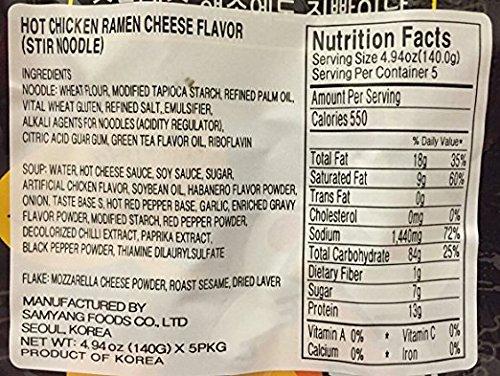 HOT CHICKEN RAMEN CHEESE FLAVOR
(STIR NOODLE)
INGREDIENTS
NOODLE: WHEAT FLOUR, MODIFIED TAPIOCA STARCH, REFINED PALM OIL,
VITAL WHEAT GLUTEN, REFINED SALT, EMULSIFIER,
ALKALI AGENTS FOR NOODLES (ACIDITY REGULATOR),
CITRIC ACID GUAR GUM, GREEN TEA FLAVOR OIL, RIBOFLAVIN
SOUP: WATER, HOT CHEESE SAUCE, SOY SAUCE, SUGAR,
ARTIFICIAL CHICKEN FLAVOR, SOYBEAN OIL, HABANERO FLAVOR POWDER,
ONION, TASTE BASE S, HOT RED PEPPER BASE, GARLIC, ENRICHED GRAVY
FLAVOR POWDER, MODIFIED STARCH, RED PEPPER POWDER,
DECOLORIZED CHILLI EXTRACT, PAPRIKA EXTRACT,
BLACK PEPPER POWDER, THIAMINE DILAURYLSULFATE
FLAKE: MOZZARELLA CHEESE POWDER, ROAST SESAME, DRIED LAVER
MANUFACTURED BY
SAMYANG FOODS CO., LTD
SEOUL, KOREA
NET WT: 4.94 oz (140G) X 5PKG
PRODUCT OF KOREA
Nutrition Facts
Serving Size 4.94oz(140.0g)
Serving Per Container 5
Amount Per Serving
Calories 550
% Daily Value*
Total Fat 18g 35%
Saturated Fat 9g 60%
Trans Fat 0g
Cholesterol 0mg 0%
Sodium 1,440mg 72%
Total Carbohydrate 84g 25%
Dietary Fiber 1g
Sugar 7g
Protein 13g
Vitamin A 0% * Vitamin C 0%
Calcium 0% * Iron 0%